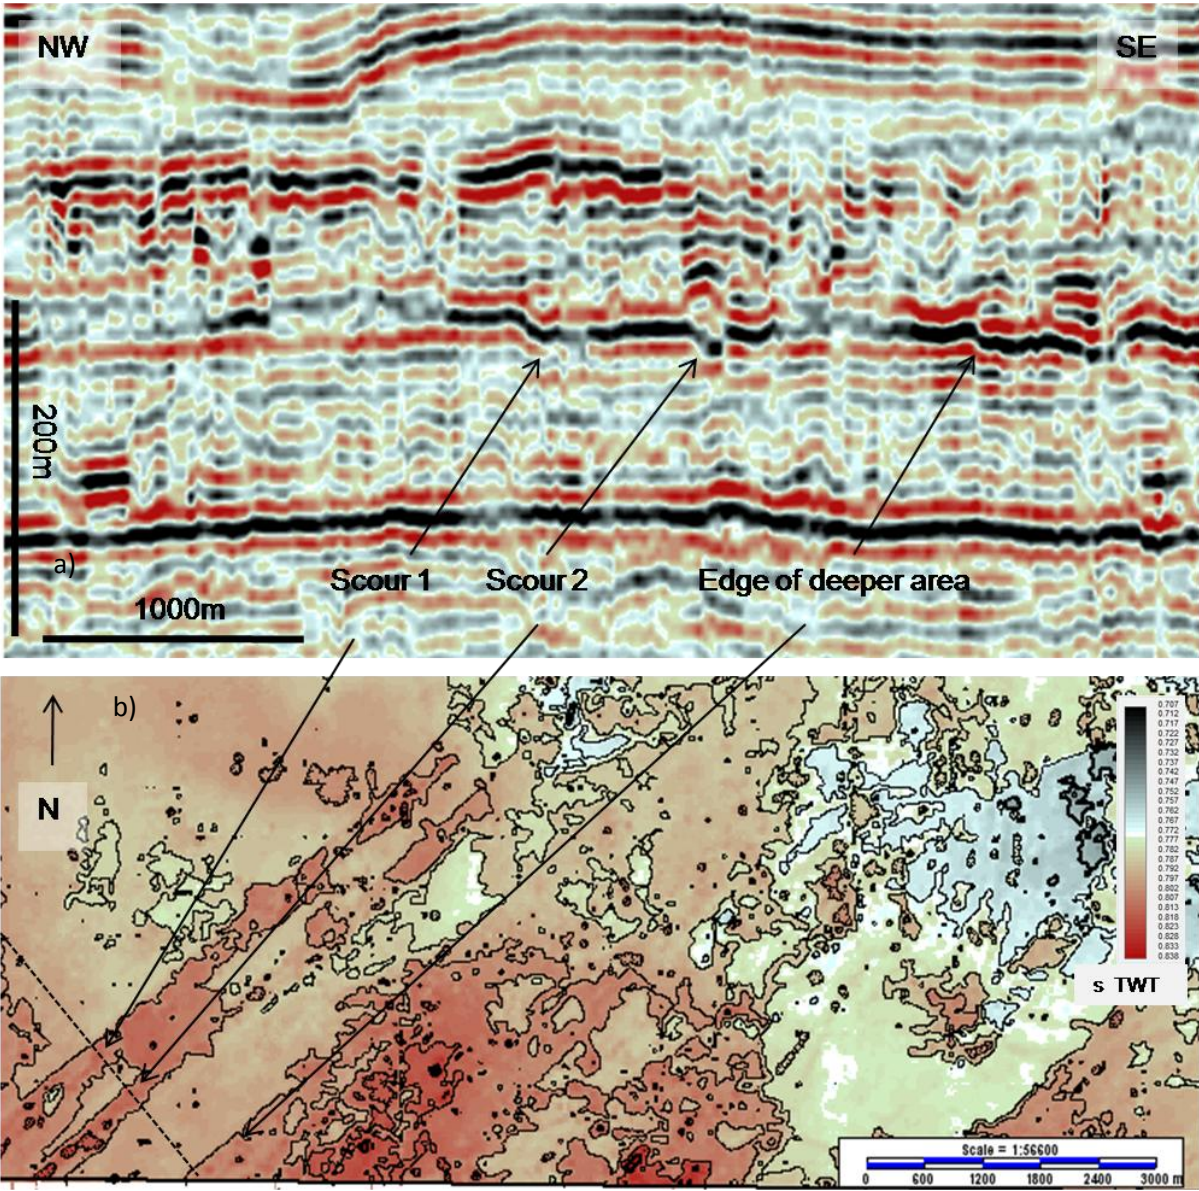 NW
SE
200m
a)
Scour 1
Scour 2
Edge of deeper area
1000m
b)
N
0.707
0.712
0.717
0.722
0.727
0.732
0.737
0.742
0.747
0.752
0.757
0.762
0.767
0.772
0.777
0.782
0.787
0.792
0.797
0.802
0.807
0.813
0.818
0.823
0.828
0.833
0.838
s TWT
Scale = 1:56600
0 600 1200 1800 2400 3000 m